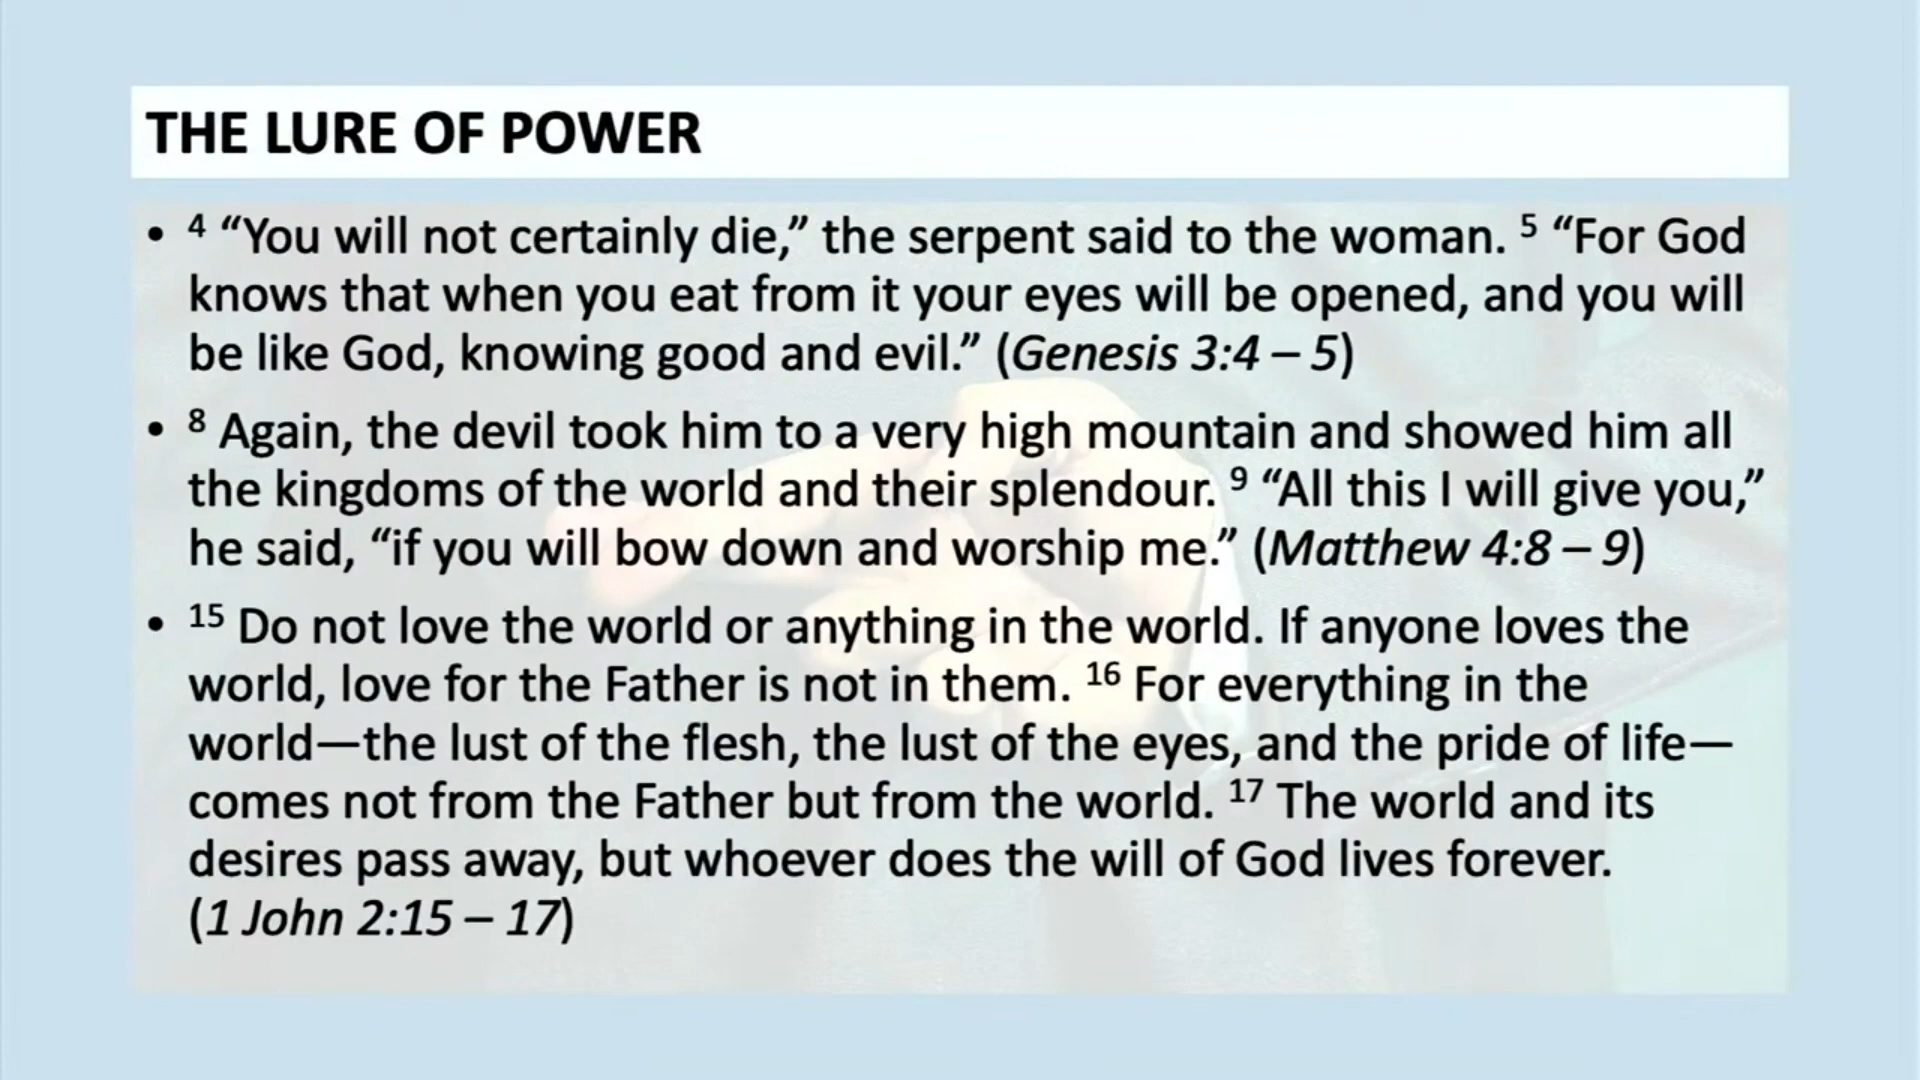 THE LURE OF POWER
• ⁴ “You will not certainly die,” the serpent said to the woman. ⁵ “For God
knows that when you eat from it your eyes will be opened, and you will
be like God, knowing good and evil.” (Genesis 3:4 – 5)
• ⁸ Again, the devil took him to a very high mountain and showed him all
the kingdoms of the world and their splendour. ⁹ “All this I will give you,”
he said, “if you will bow down and worship me.” (Matthew 4:8 – 9)
• ¹⁵ Do not love the world or anything in the world. If anyone loves the
world, love for the Father is not in them. ¹⁶ For everything in the
world—the lust of the flesh, the lust of the eyes, and the pride of life—
comes not from the Father but from the world. ¹⁷ The world and its
desires pass away, but whoever does the will of God lives forever.
(1 John 2:15 – 17)